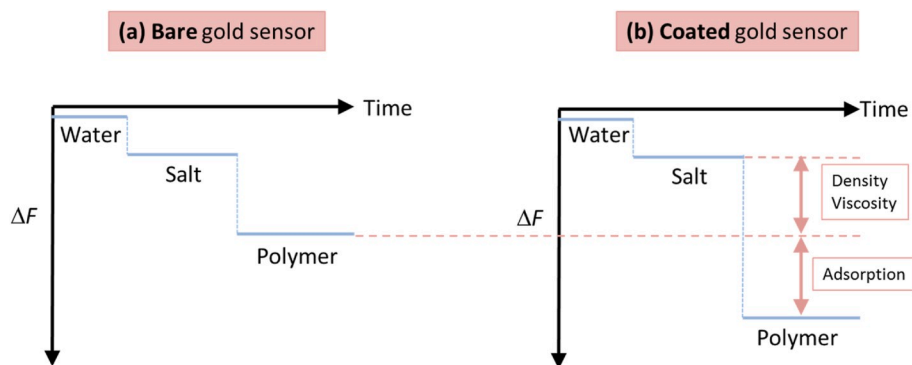 (a) Bare gold sensor
Time
Water
Salt
ΔF
Polymer
(b) Coated gold sensor
Time
Water
Salt
Density
Viscosity
ΔF
Adsorption
Polymer